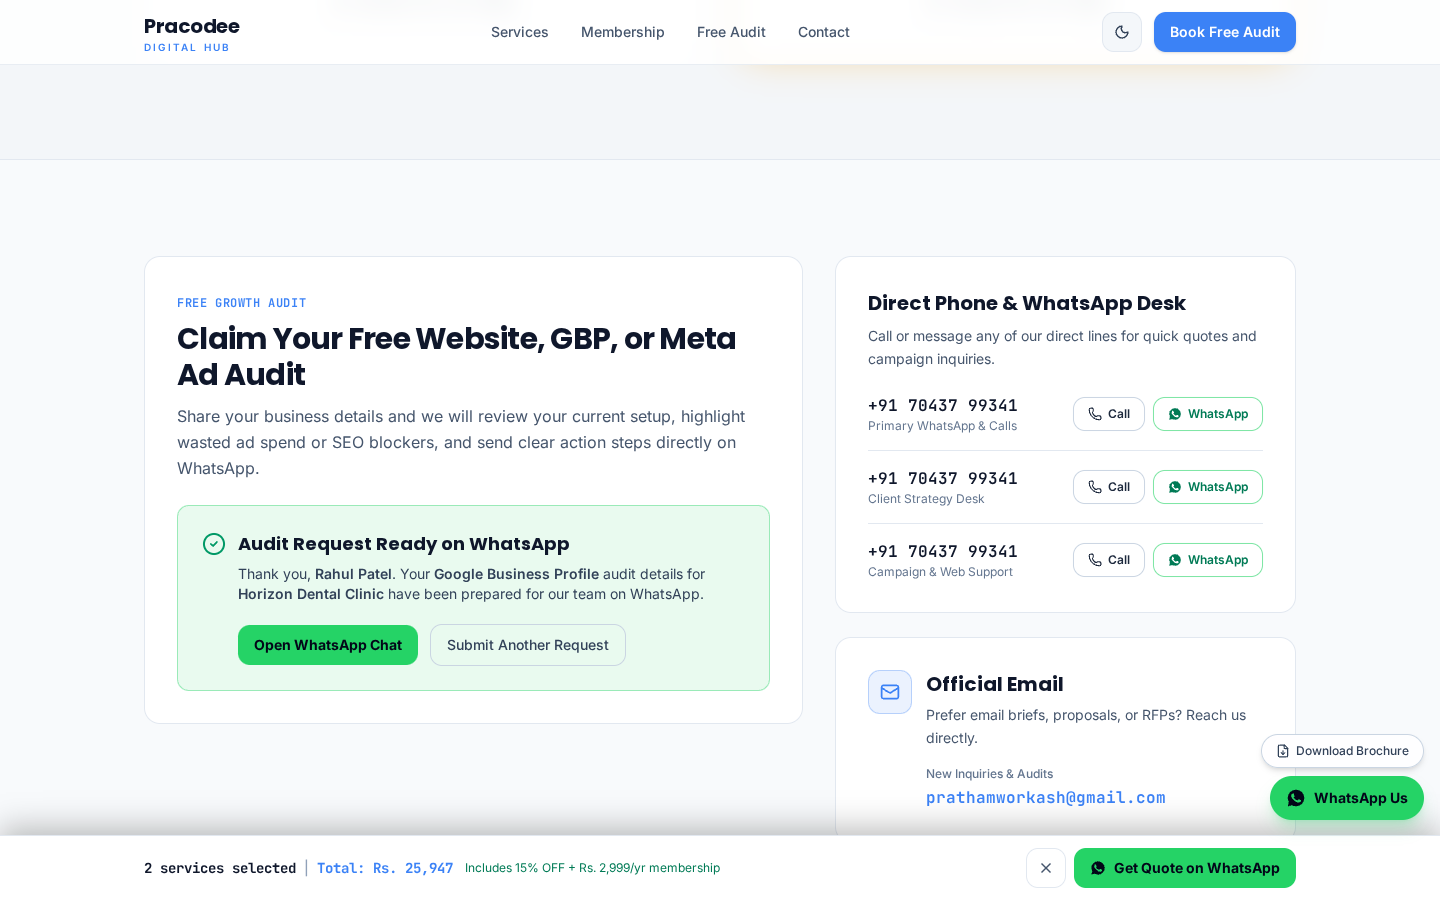 Pracodee
DIGITAL HUB
Services
Membership
Free Audit
Contact
Book Free Audit
FREE GROWTH AUDIT
Claim Your Free Website, GBP, or Meta
Ad Audit
Share your business details and we will review your current setup, highlight
wasted ad spend or SEO blockers, and send clear action steps directly on
WhatsApp.
Audit Request Ready on WhatsApp
Thank you, Rahul Patel. Your Google Business Profile audit details for
Horizon Dental Clinic have been prepared for our team on WhatsApp.
Open WhatsApp Chat
Submit Another Request
Direct Phone & WhatsApp Desk
Call or message any of our direct lines for quick quotes and
campaign inquiries.
+91 70437 99341
Primary WhatsApp & Calls
Call
WhatsApp
+91 70437 99341
Client Strategy Desk
Call
WhatsApp
+91 70437 99341
Campaign & Web Support
Call
WhatsApp
Official Email
Prefer email briefs, proposals, or RFPs? Reach us
directly.
New Inquiries & Audits
prathamworkash@gmail.com
Download Brochure
WhatsApp Us
2 services selected | Total: Rs. 25,947 Includes 15% OFF + Rs. 2,999/yr membership
Get Quote on WhatsApp